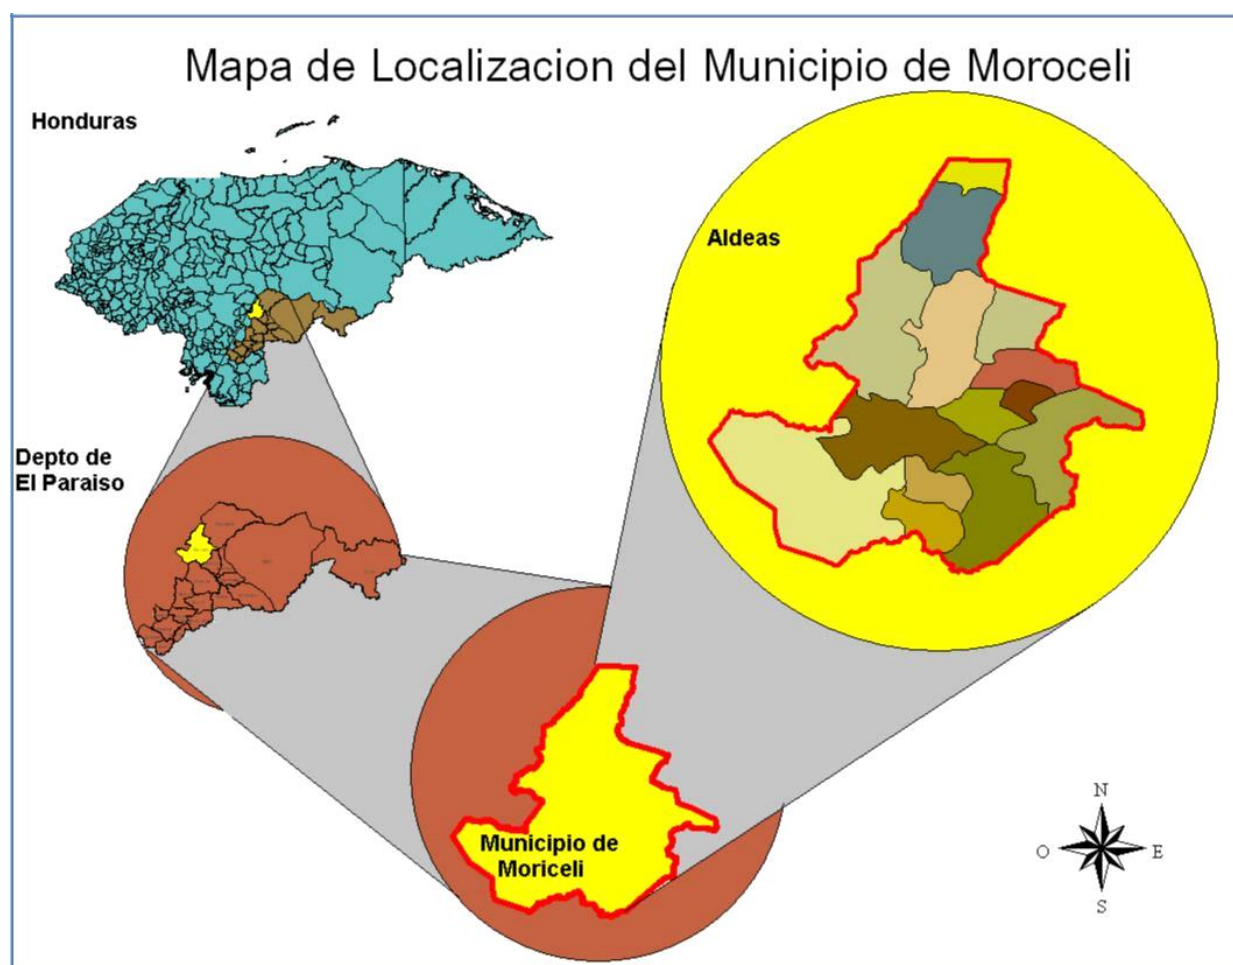 Mapa de Localizacion del Municipio de Moroceli
Honduras
Aldeas
Depto de
El Paraiso
Municipio de
Moriceli
N
O
E
S